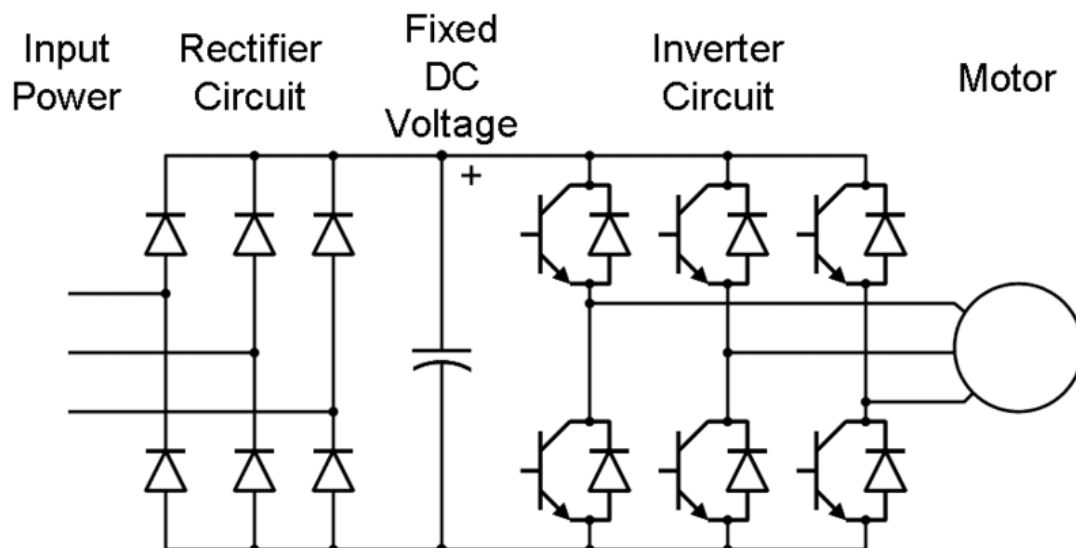 Input
Power
Rectifier
Circuit
Fixed
DC
Voltage
+
Inverter
Circuit
Motor